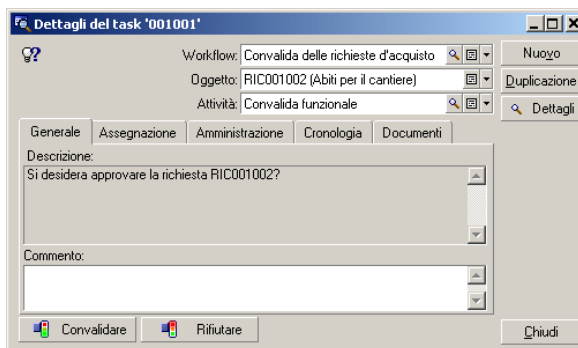 Dettagli del task '001001'
Workflow: Convalida delle richieste d'acquisto
Nuovo
Oggetto: RIC001002 (Abiti per il cantiere)
Duplicazione
Attività: Convalida funzionale
Dettagli
Generale Assegnazione Amministrazione Cronologia Documenti
Descrizione:
Si desidera approvare la richiesta RIC001002?
Commento:
Convalidare Rifiutare Chiudi